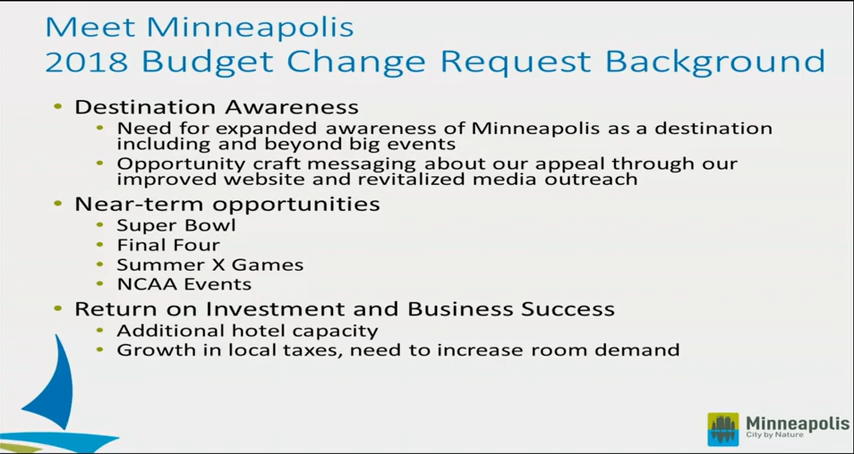 Meet Minneapolis
2018 Budget Change Request Background
• Destination Awareness
• Need for expanded awareness of Minneapolis as a destination
including and beyond big events
• Opportunity craft messaging about our appeal through our
improved website and revitalized media outreach
• Near-term opportunities
• Super Bowl
• Final Four
• Summer X Games
• NCAA Events
• Return on Investment and Business Success
• Additional hotel capacity
• Growth in local taxes, need to increase room demand
Minneapolis
City by Nature